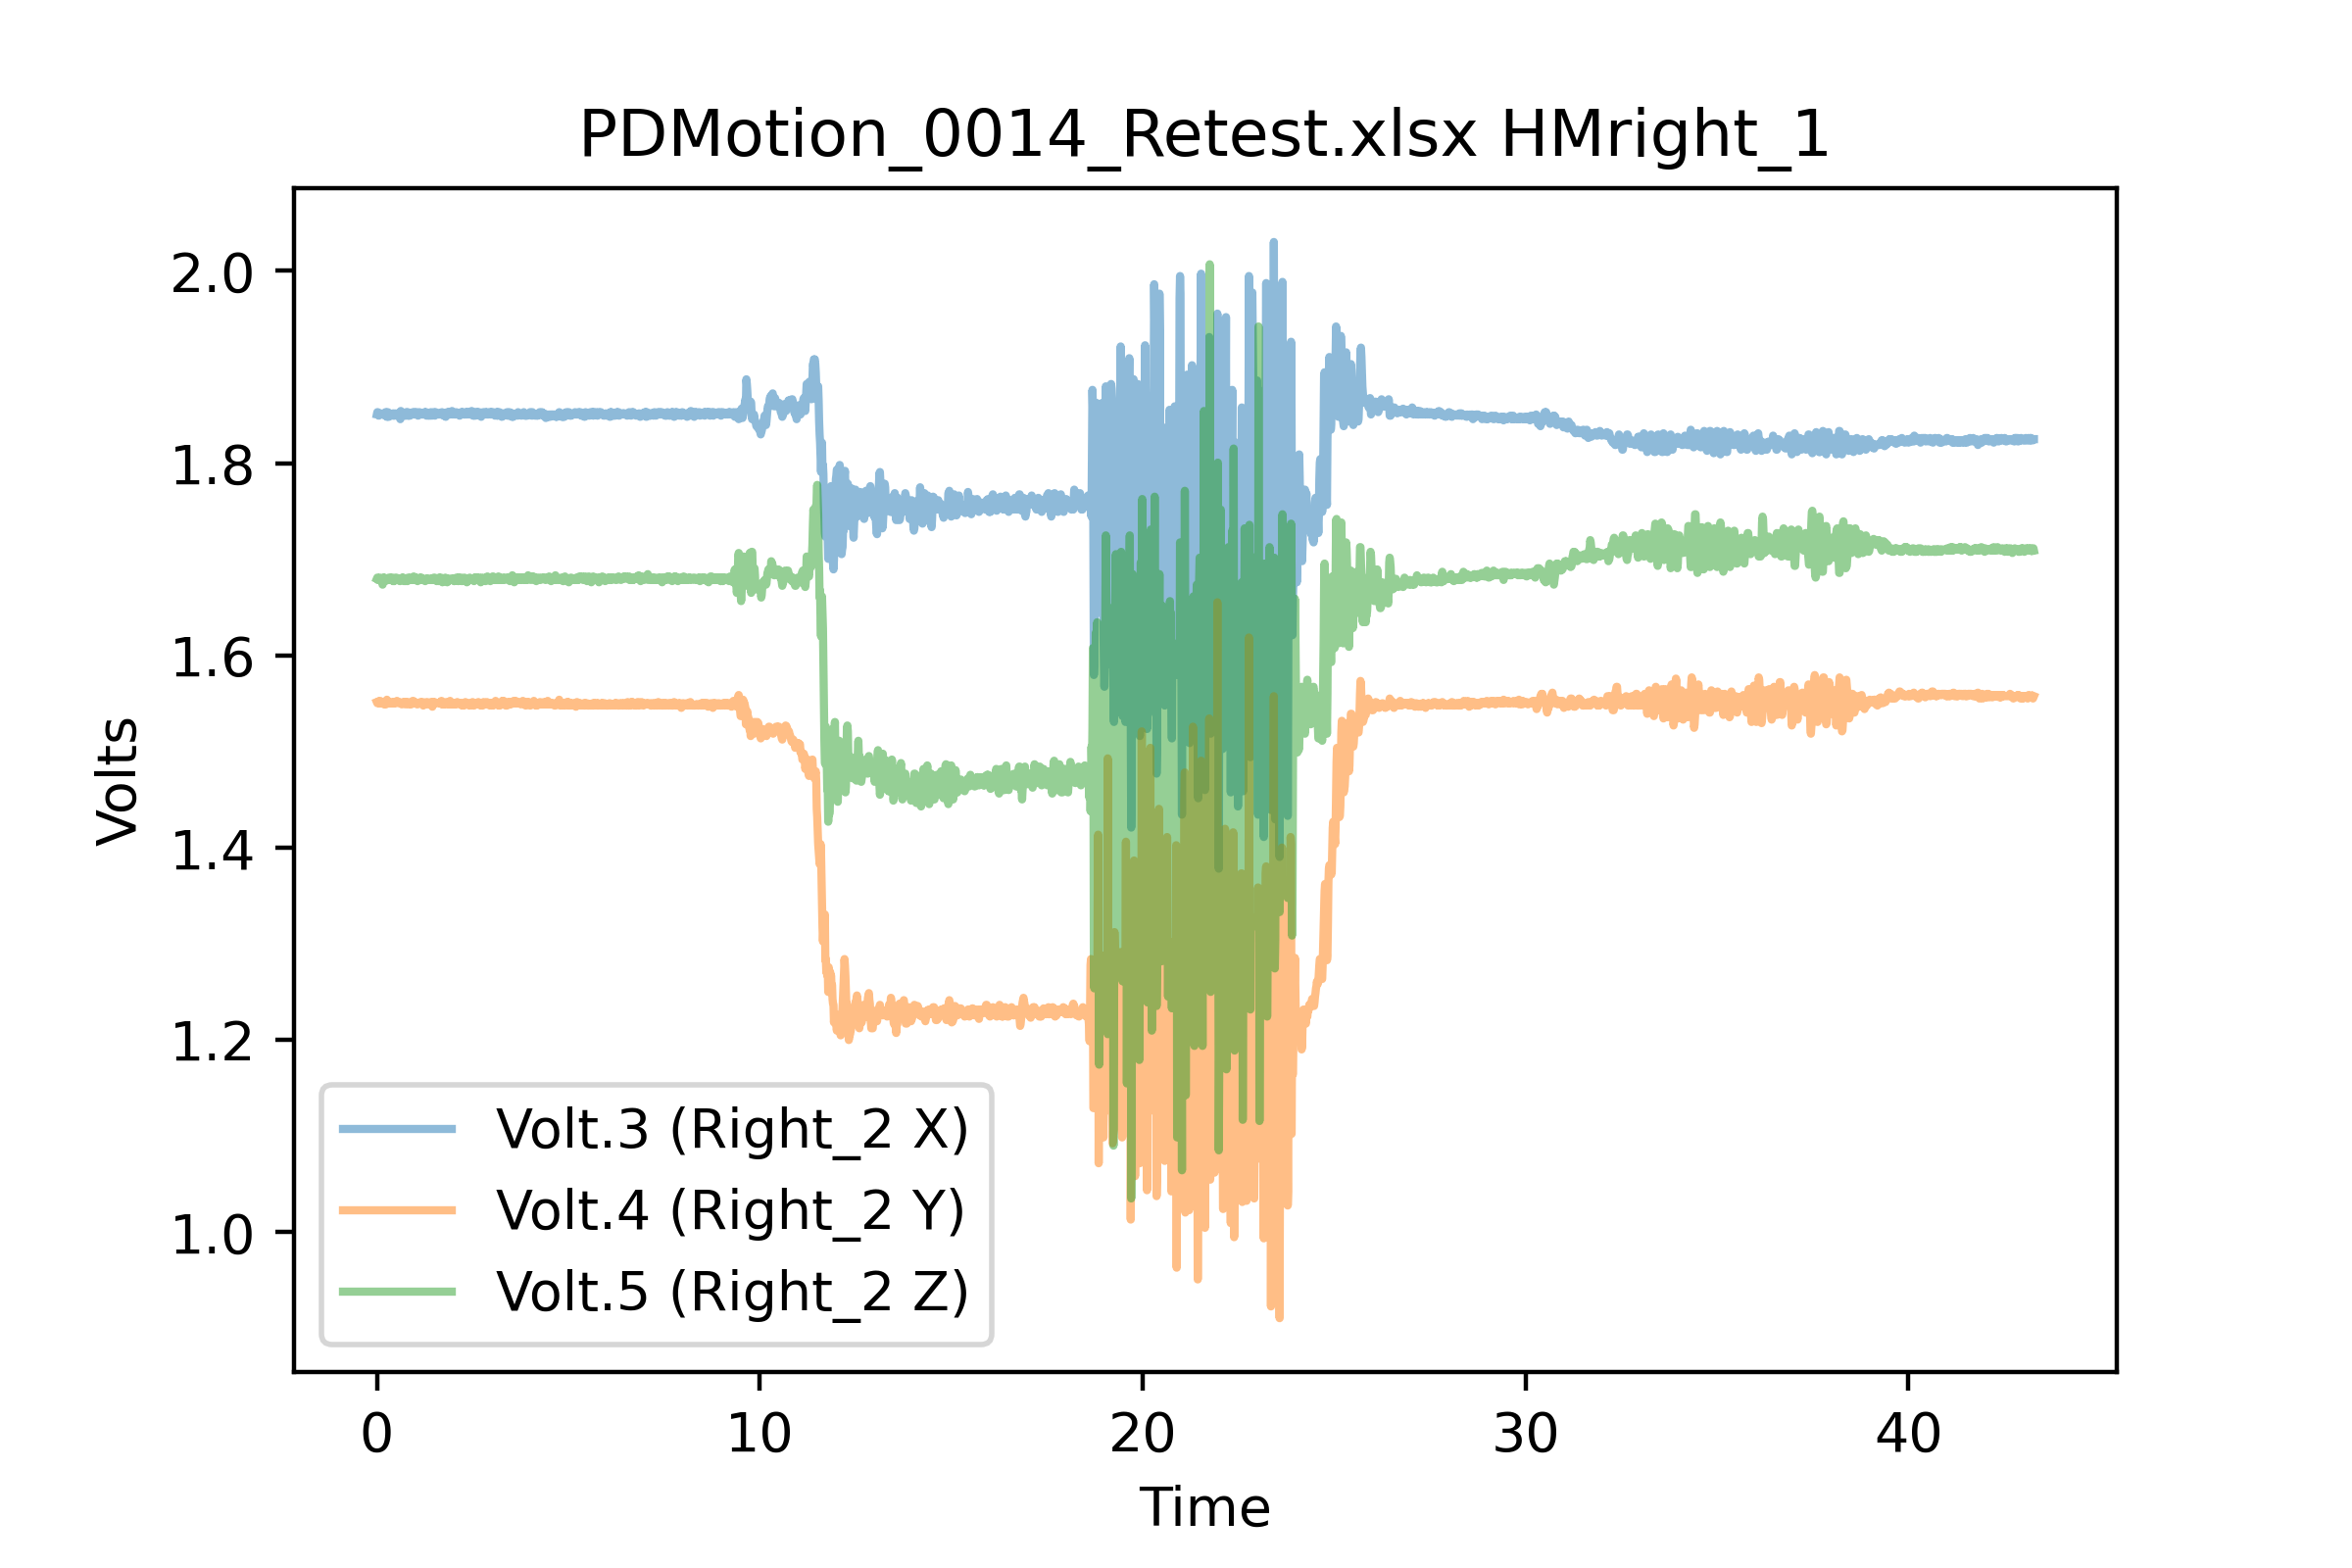 PDMotion_0014_Retest.xlsx HMright_1
2.0
1.8
1.6
1.4
1.2
1.0
Volts
Volt.3 (Right_2 X)
Volt.4 (Right_2 Y)
Volt.5 (Right_2 Z)
0 10 20 30 40
Time